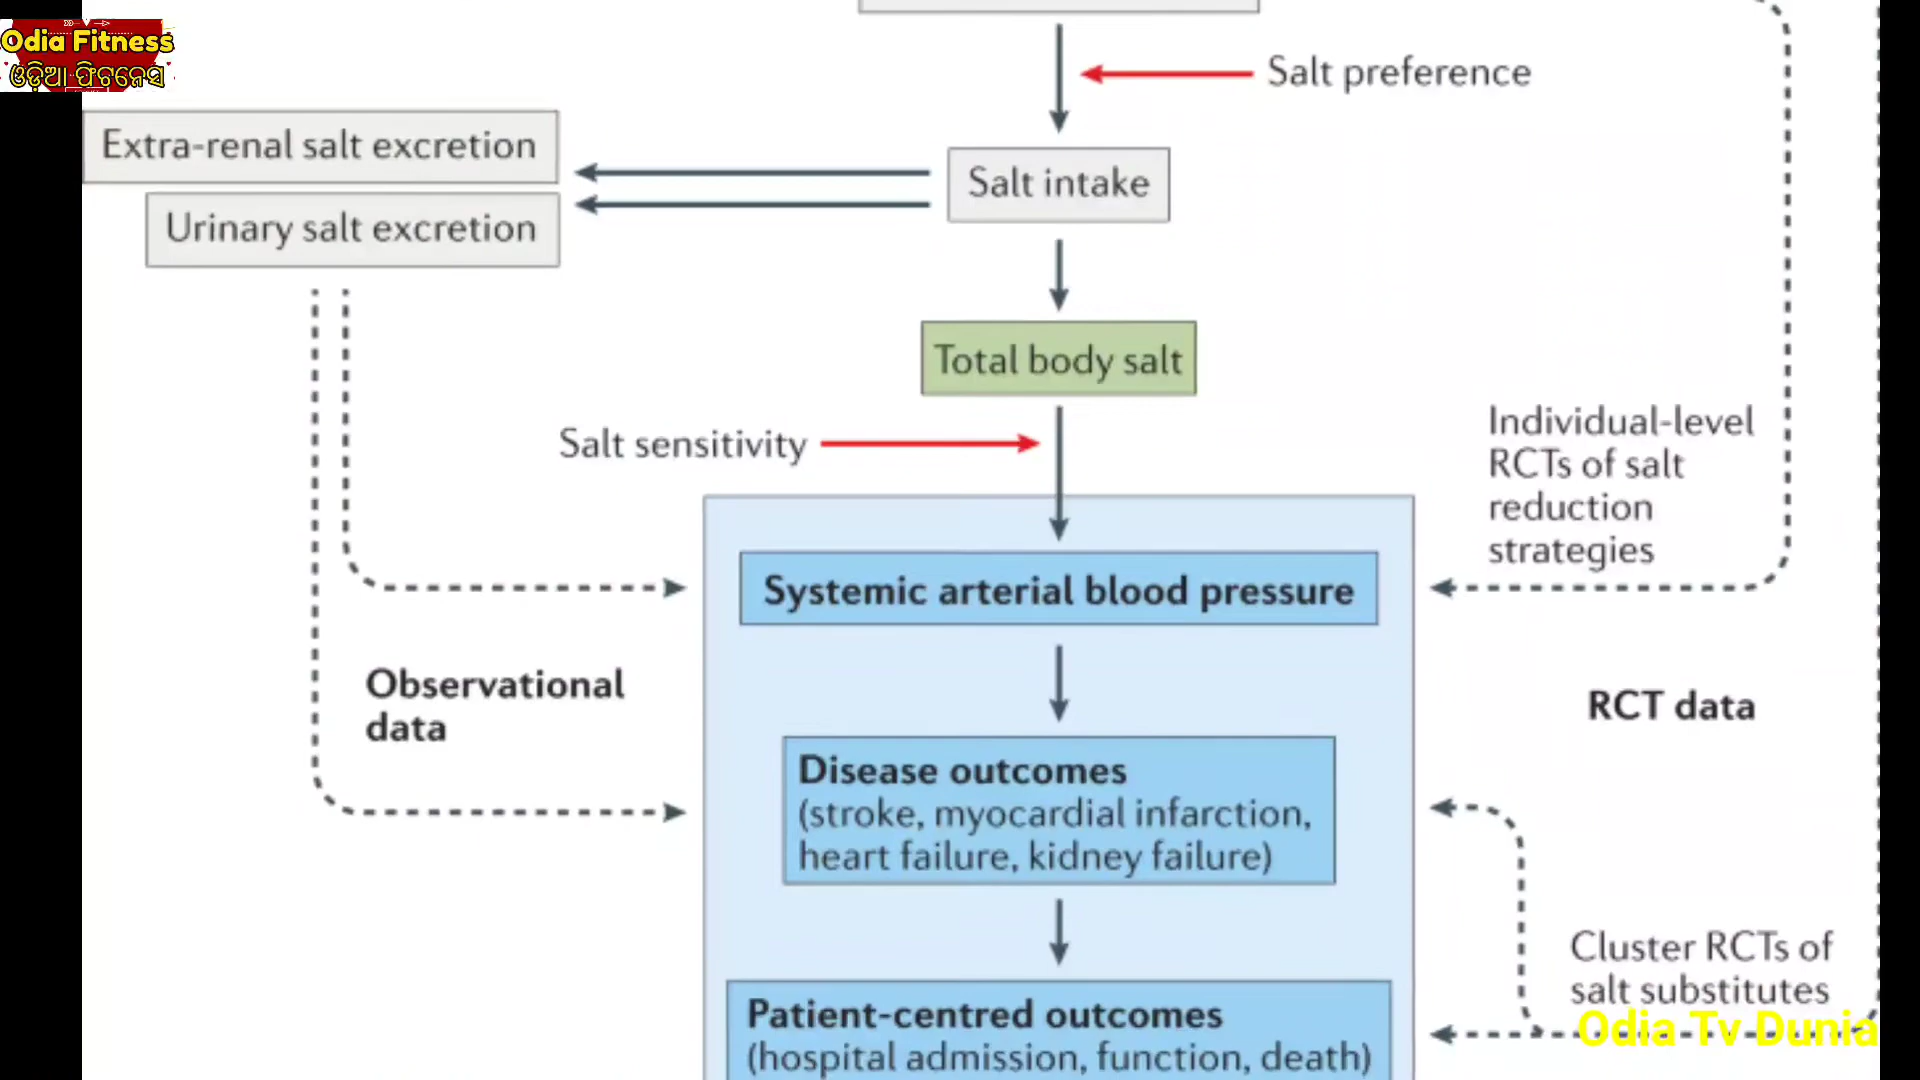 Odia Fitness
ଓଡ଼ିଆ ଫିଟନେସ
Salt preference
Extra-renal salt excretion
Salt intake
Urinary salt excretion
Total body salt
Salt sensitivity
Individual-level
RCTs of salt
reduction
strategies
Systemic arterial blood pressure
Observational
data
RCT data
Disease outcomes
(stroke, myocardial infarction,
heart failure, kidney failure)
Cluster RCTs of
salt substitutes
Patient-centred outcomes
(hospital admission, function, death)
Odia Tv Dunia